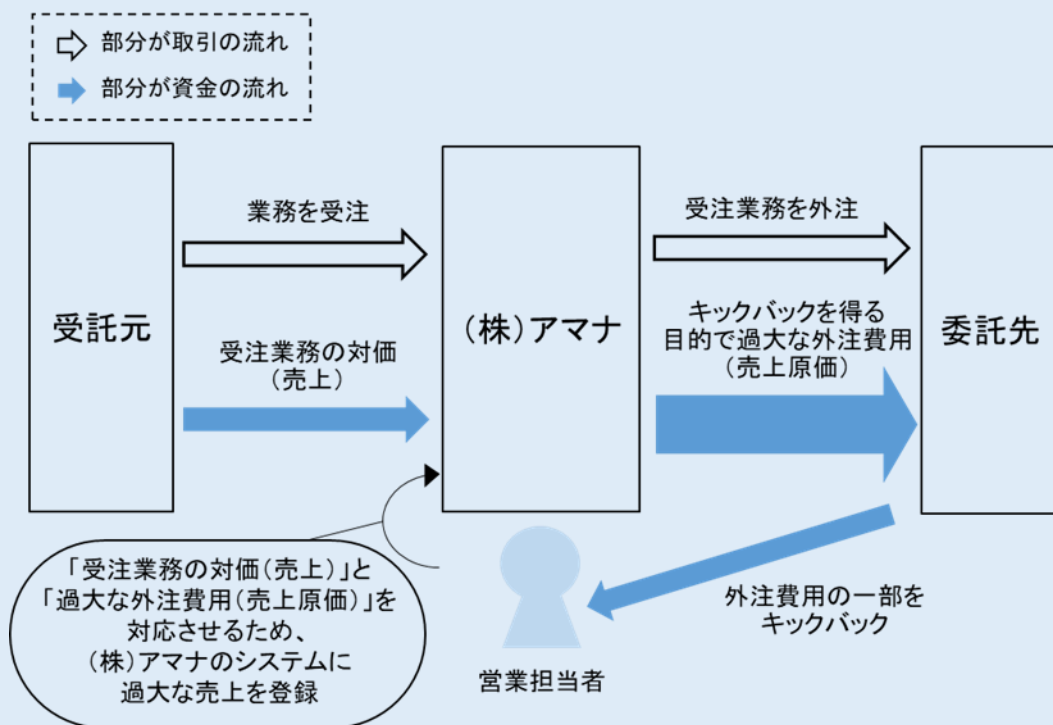 部分が取引の流れ
部分が資金の流れ
業務を受注
受注業務を外注
受託元
(株)アマナ
委託先
受注業務の対価
(売上)
キックバックを得る
目的で過大な外注費用
(売上原価)
「受注業務の対価(売上)」と
「過大な外注費用(売上原価)」を
対応させるため、
(株)アマナのシステムに
過大な売上を登録
営業担当者
外注費用の一部を
キックバック